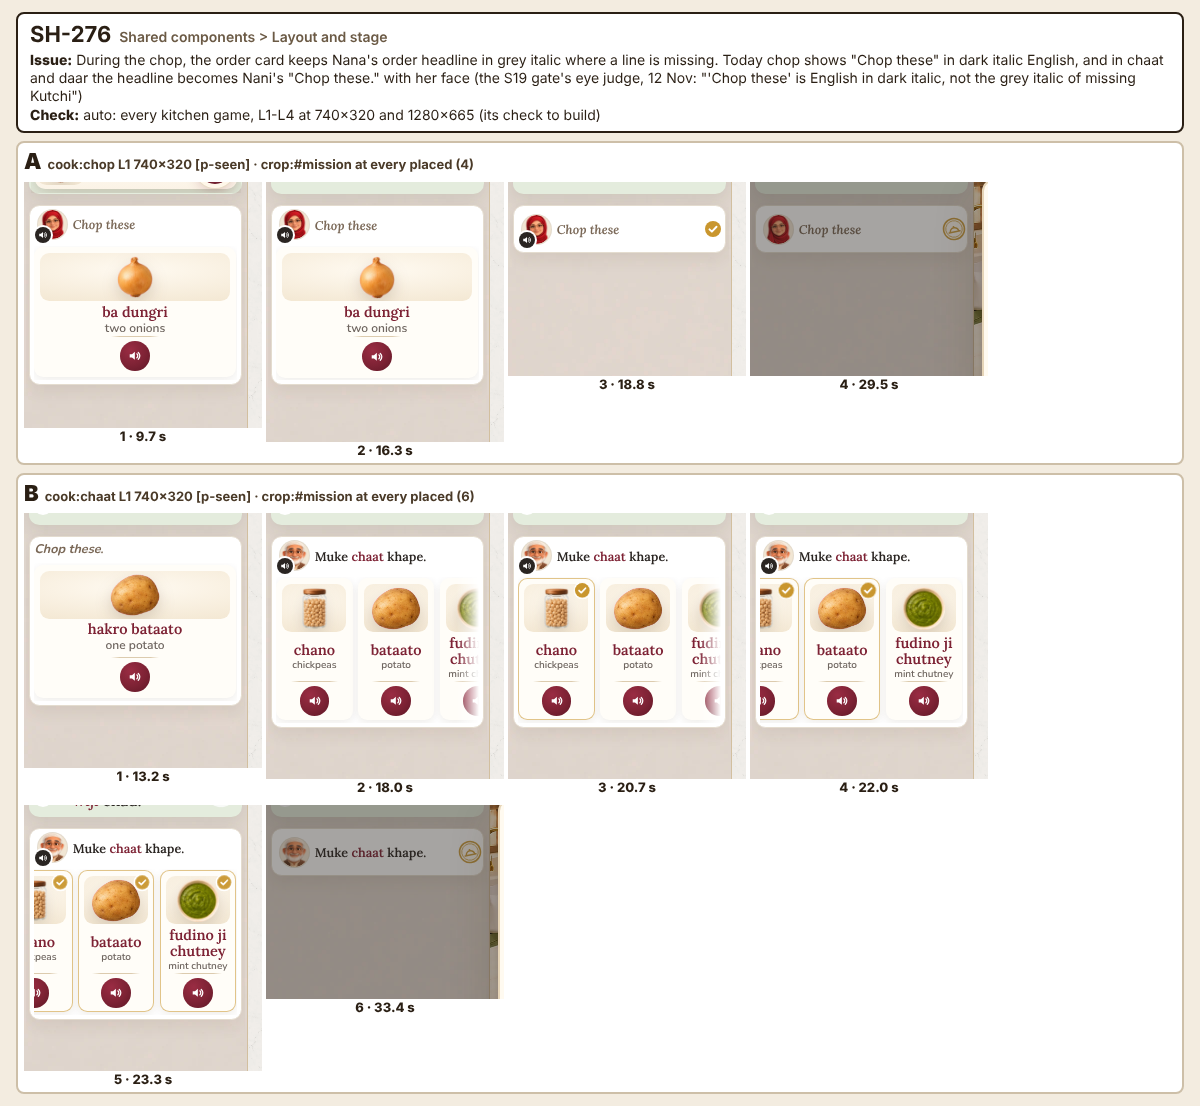 SH-276 Shared components > Layout and stage
Issue: During the chop, the order card keeps Nana's order headline in grey italic where a line is missing. Today chop shows "Chop these" in dark italic English, and in chaat
and daar the headline becomes Nani's "Chop these." with her face (the S19 gate's eye judge, 12 Nov: "'Chop these' is English in dark italic, not the grey italic of missing
Kutchi")
Check: auto: every kitchen game, L1-L4 at 740×320 and 1280×665 (its check to build)
A cook:chop L1 740×320 [p-seen] · crop:#mission at every placed (4)
Chop these
ba dungri
two onions
1 · 9.7 s
Chop these
ba dungri
two onions
2 · 16.3 s
Chop these
3 · 18.8 s
Chop these
4 · 29.5 s
B cook:chaat L1 740×320 [p-seen] · crop:#mission at every placed (6)
Chop these.
hakro bataato
one potato
1 · 13.2 s
Muke chaat khape.
chano
chickpeas
bataato
potato
fudi
chu
mint c
2 · 18.0 s
Muke chaat khape.
chano
chickpeas
bataato
potato
fudi
chu
mint c
3 · 20.7 s
Muke chaat khape.
ano
kpeas
bataato
potato
fudino ji
chutney
mint chutney
4 · 22.0 s
Muke chaat khape.
ano
kpeas
bataato
potato
fudino ji
chutney
mint chutney
5 · 23.3 s
Muke chaat khape.
6 · 33.4 s